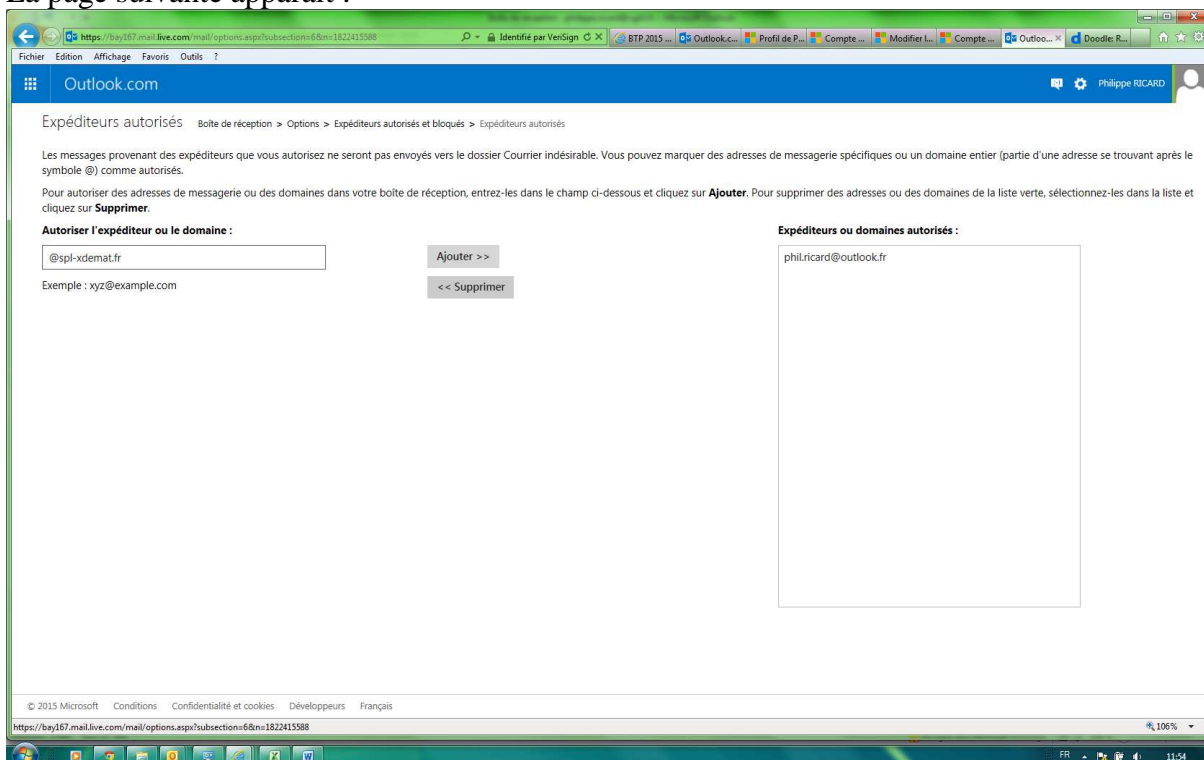 La page suivante apparaît :
https://bay167.mail.live.com/mail/options.aspx?subsection=6&n=1822415588
Identifié par VeriSign
BTP 2015 ...
Outlook.c...
Profil de P...
Compte ...
Modifier l...
Compte ...
Outloo...
Doodle: R...
Fichier Edition Affichage Favoris Outils ?
Outlook.com
Philippe RICARD
Expéditeurs autorisés Boîte de réception > Options > Expéditeurs autorisés et bloqués > Expéditeurs autorisés
Les messages provenant des expéditeurs que vous autorisez ne seront pas envoyés vers le dossier Courrier indésirable. Vous pouvez marquer des adresses de messagerie spécifiques ou un domaine entier (partie d'une adresse se trouvant après le
symbole @) comme autorisés.
Pour autoriser des adresses de messagerie ou des domaines dans votre boîte de réception, entrez-les dans le champ ci-dessous et cliquez sur Ajouter. Pour supprimer des adresses ou des domaines de la liste verte, sélectionnez-les dans la liste et
cliquez sur Supprimer.
Autoriser l'expéditeur ou le domaine :
@spl-xdemat.fr
Exemple : xyz@example.com
Ajouter >>
<< Supprimer
Expéditeurs ou domaines autorisés :
phil.ricard@outlook.fr
© 2015 Microsoft Conditions Confidentialité et cookies Développeurs Français
https://bay167.mail.live.com/mail/options.aspx?subsection=6&n=1822415588
106%
FR
11:54